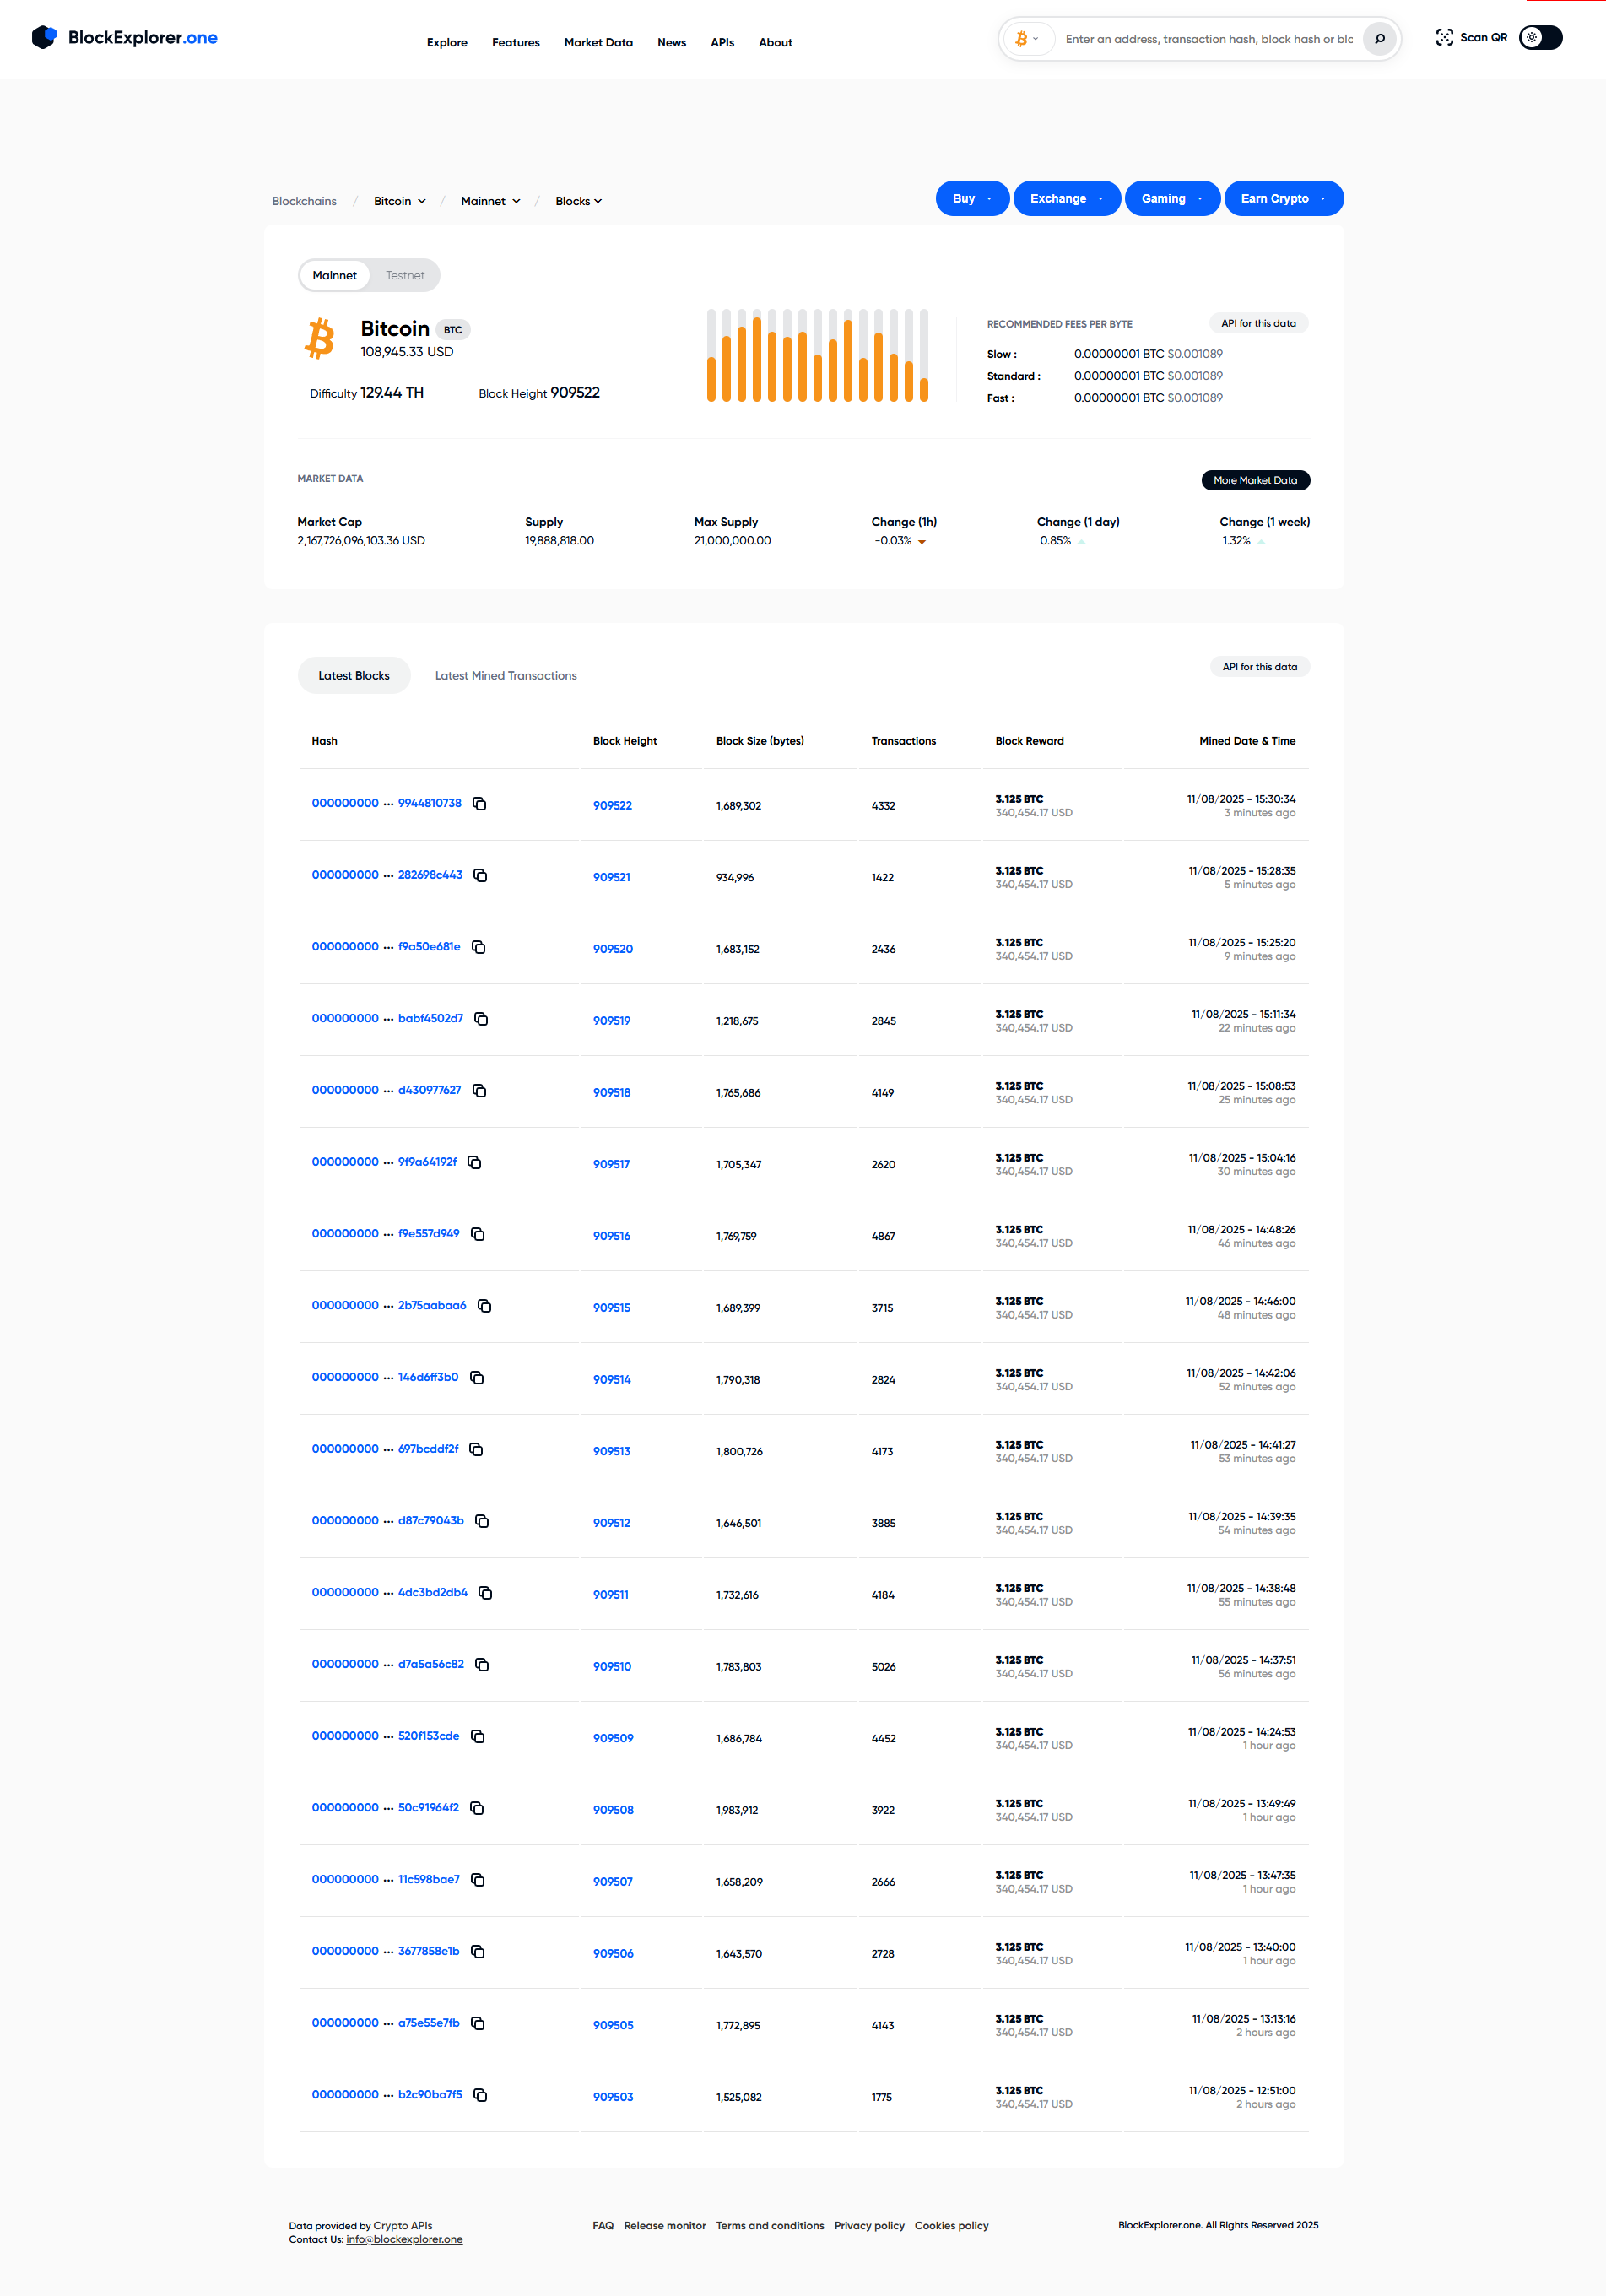 BlockExplorer.one
Explore Features Market Data News APIs About
Enter an address, transaction hash, block hash or blc
Scan QR
Blockchains / Bitcoin / Mainnet / Blocks
Buy Exchange Gaming Earn Crypto
Mainnet Testnet
Bitcoin BTC
108,945.33 USD
Difficulty 129.44 TH Block Height 909522
RECOMMENDED FEES PER BYTE API for this data
Slow : 0.00000001 BTC $0.001089
Standard : 0.00000001 BTC $0.001089
Fast : 0.00000001 BTC $0.001089
MARKET DATA More Market Data
Market Cap Supply Max Supply Change (1h) Change (1 day) Change (1 week)
2,167,726,096,103.36 USD 19,888,818.00 21,000,000.00 -0.03% 0.85% 1.32%
Latest Blocks Latest Mined Transactions API for this data
Hash Block Height Block Size (bytes) Transactions Block Reward Mined Date & Time
000000000 ... 9944810738 909522 1,689,302 4332 3.125 BTC 11/08/2025 - 15:30:34
340,454.17 USD 3 minutes ago
000000000 ... 282698c443 909521 934,996 1422 3.125 BTC 11/08/2025 - 15:28:35
340,454.17 USD 5 minutes ago
000000000 ... f9a50e681e 909520 1,683,152 2436 3.125 BTC 11/08/2025 - 15:25:20
340,454.17 USD 9 minutes ago
000000000 ... babf4502d7 909519 1,218,675 2845 3.125 BTC 11/08/2025 - 15:11:34
340,454.17 USD 22 minutes ago
000000000 ... d430977627 909518 1,765,686 4149 3.125 BTC 11/08/2025 - 15:08:53
340,454.17 USD 25 minutes ago
000000000 ... 9f9a64192f 909517 1,705,347 2620 3.125 BTC 11/08/2025 - 15:04:16
340,454.17 USD 30 minutes ago
000000000 ... f9e557d949 909516 1,769,759 4867 3.125 BTC 11/08/2025 - 14:48:26
340,454.17 USD 46 minutes ago
000000000 ... 2b75aabaa6 909515 1,689,399 3715 3.125 BTC 11/08/2025 - 14:46:00
340,454.17 USD 48 minutes ago
000000000 ... 146d6ff3b0 909514 1,790,318 2824 3.125 BTC 11/08/2025 - 14:42:06
340,454.17 USD 52 minutes ago
000000000 ... 697bcddf2f 909513 1,800,726 4173 3.125 BTC 11/08/2025 - 14:41:27
340,454.17 USD 53 minutes ago
000000000 ... d87c79043b 909512 1,646,501 3885 3.125 BTC 11/08/2025 - 14:39:35
340,454.17 USD 54 minutes ago
000000000 ... 4dc3bd2db4 909511 1,732,616 4184 3.125 BTC 11/08/2025 - 14:38:48
340,454.17 USD 55 minutes ago
000000000 ... d7a5a56c82 909510 1,783,803 5026 3.125 BTC 11/08/2025 - 14:37:51
340,454.17 USD 56 minutes ago
000000000 ... 520f153cde 909509 1,686,784 4452 3.125 BTC 11/08/2025 - 14:24:53
340,454.17 USD 1 hour ago
000000000 ... 50c91964f2 909508 1,983,912 3922 3.125 BTC 11/08/2025 - 13:49:49
340,454.17 USD 1 hour ago
000000000 ... 11c598bae7 909507 1,658,209 2666 3.125 BTC 11/08/2025 - 13:47:35
340,454.17 USD 1 hour ago
000000000 ... 3677858e1b 909506 1,643,570 2728 3.125 BTC 11/08/2025 - 13:40:00
340,454.17 USD 1 hour ago
000000000 ... a75e55e7fb 909505 1,772,895 4143 3.125 BTC 11/08/2025 - 13:13:16
340,454.17 USD 2 hours ago
000000000 ... b2c90ba7f5 909503 1,525,082 1775 3.125 BTC 11/08/2025 - 12:51:00
340,454.17 USD 2 hours ago
Data provided by Crypto APIs FAQ Release monitor Terms and conditions Privacy policy Cookies policy BlockExplorer.one. All Rights Reserved 2025
Contact Us: info@blockexplorer.one